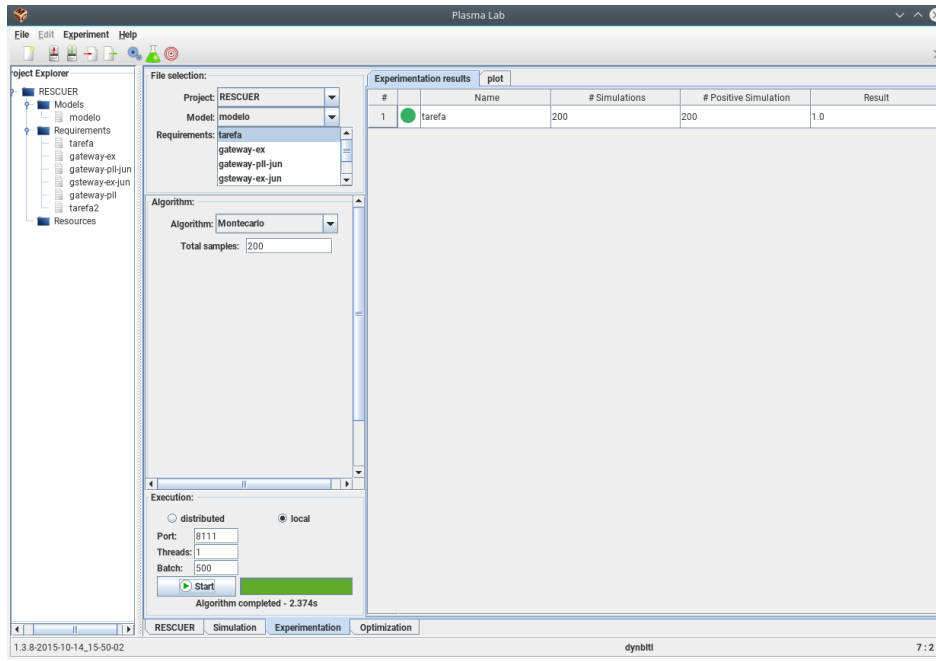 Plasma Lab
File Edit Experiment Help
roject Explorer
RESCUER
Models
modelo
Requirements
tarefa
gateway-ex
gateway-pll-jun
gsteway-ex-jun
gateway-pll
tarefa2
Resources
File selection:
Project: RESCUER
Model: modelo
Requirements: tarefa
gateway-ex
gateway-pll-jun
gsteway-ex-jun
Algorithm:
Algorithm: Montecarlo
Total samples: 200
Execution:
distributed local
Port: 8111
Threads: 1
Batch: 500
Start
Algorithm completed - 2.374s
Experimentation results plot
# Name # Simulations # Positive Simulation Result
1 tarefa 200 200 1.0
RESCUER Simulation Experimentation Optimization
1.3.8-2015-10-14_15-50-02 dynbltl 7 : 2